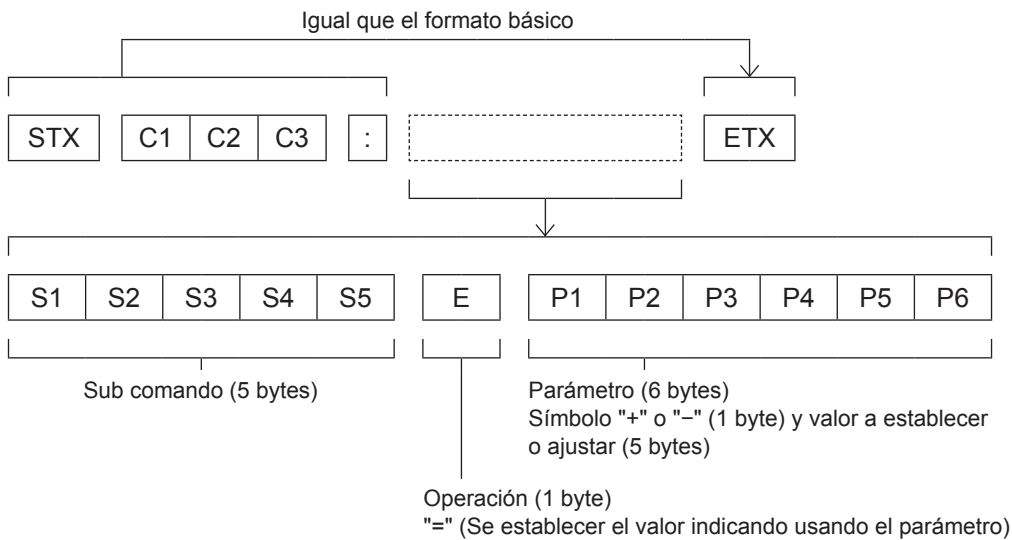 Igual que el formato básico
STX C1 C2 C3 : ETX
S1 S2 S3 S4 S5 E P1 P2 P3 P4 P5 P6
Sub comando (5 bytes)
Parámetro (6 bytes)
Símbolo "+" o "−" (1 byte) y valor a establecer
o ajustar (5 bytes)
Operación (1 byte)
"=" (Se establecer el valor indicando usando el parámetro)